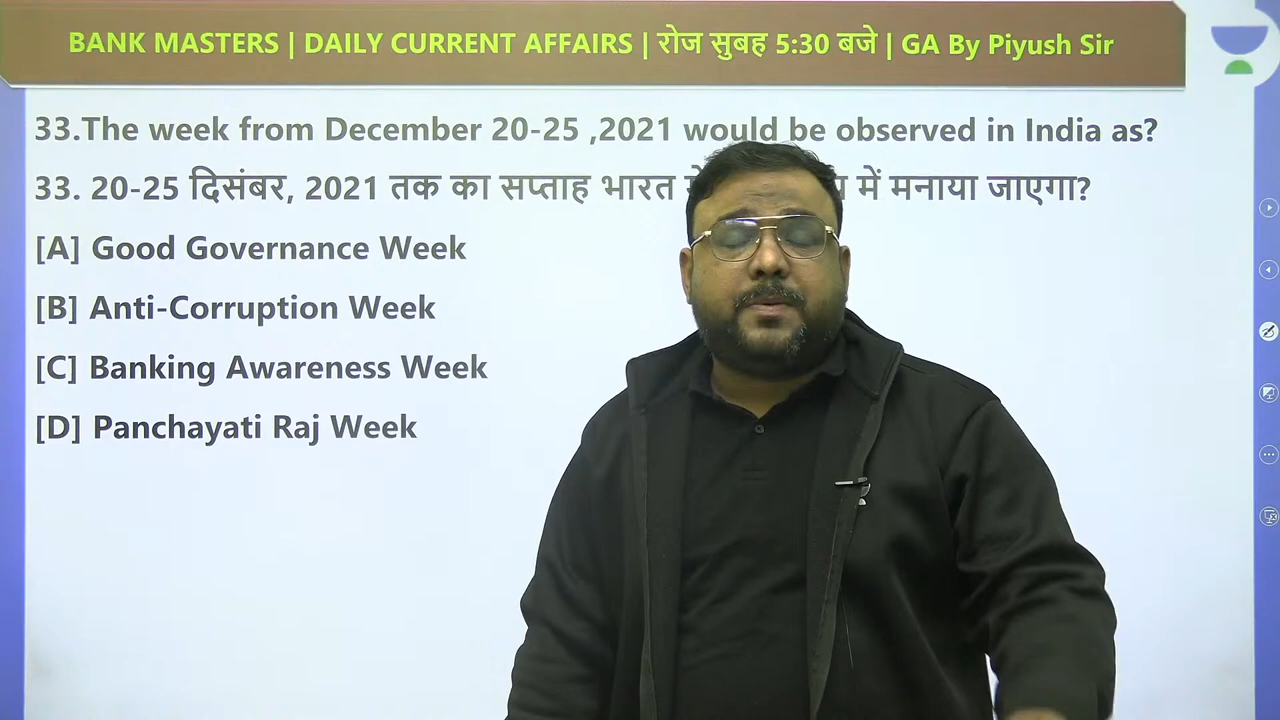 BANK MASTERS | DAILY CURRENT AFFAIRS | रोज सुबह 5:30 बजे | GA By Piyush Sir
33.The week from December 20-25 ,2021 would be observed in India as?
33. 20-25 दिसंबर, 2021 तक का सप्ताह भारत में मनाया जाएगा?
[A] Good Governance Week
[B] Anti-Corruption Week
[C] Banking Awareness Week
[D] Panchayati Raj Week